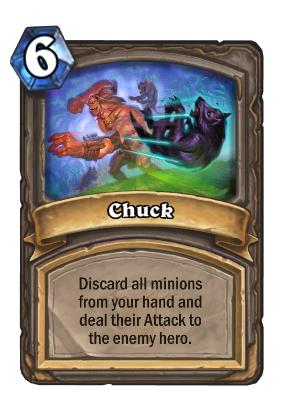 6
Chuck
Discard all minions
from your hand and
deal their Attack to
the enemy hero.